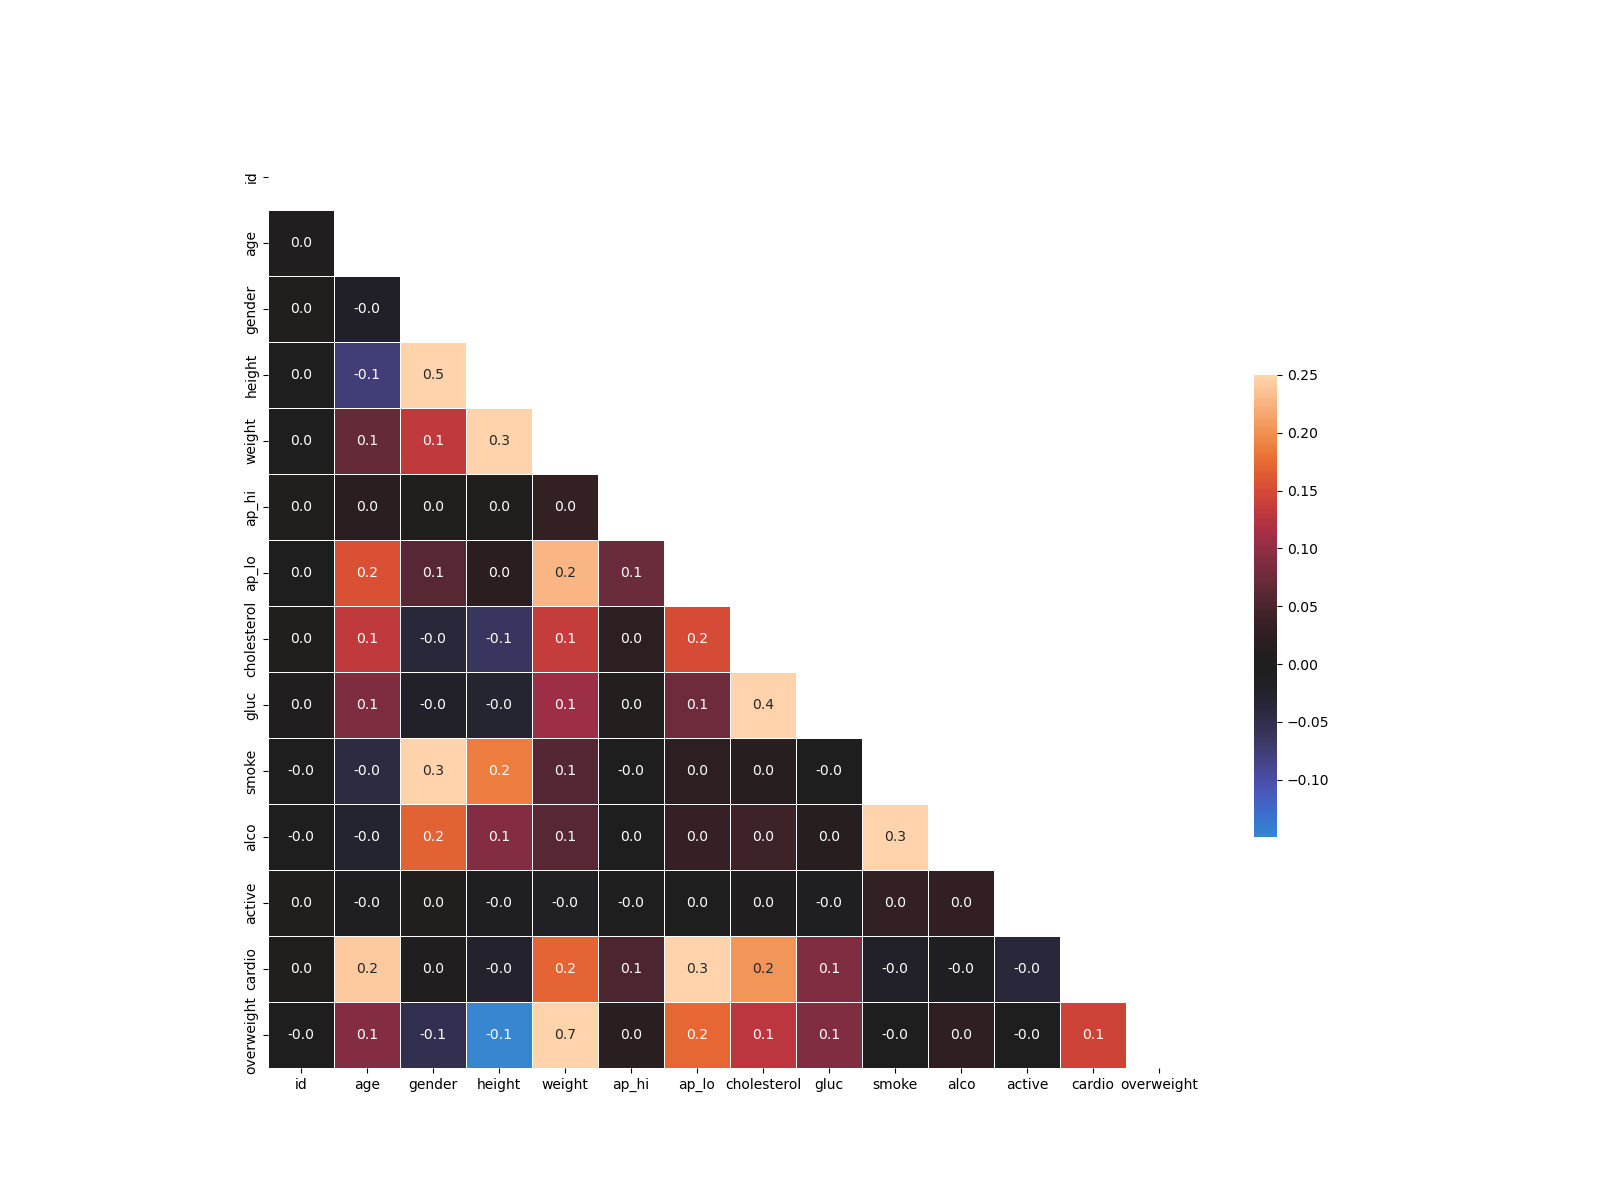 id
age 0.0
gender 0.0 -0.0
height 0.0 -0.1 0.5
weight 0.0 0.1 0.1 0.3
ap_hi 0.0 0.0 0.0 0.0 0.0
ap_lo 0.0 0.2 0.1 0.0 0.2 0.1
cholesterol 0.0 0.1 -0.0 -0.1 0.1 0.0 0.2
gluc 0.0 0.1 -0.0 -0.0 0.1 0.0 0.1 0.4
smoke -0.0 -0.0 0.3 0.2 0.1 -0.0 0.0 0.0 -0.0
alco -0.0 -0.0 0.2 0.1 0.1 0.0 0.0 0.0 0.0 0.3
active 0.0 -0.0 0.0 -0.0 -0.0 -0.0 0.0 0.0 -0.0 0.0 0.0
cardio 0.0 0.2 0.0 -0.0 0.2 0.1 0.3 0.2 0.1 -0.0 -0.0 -0.0
overweight -0.0 0.1 -0.1 -0.1 0.7 0.0 0.2 0.1 0.1 -0.0 0.0 -0.0 0.1
id age gender height weight ap_hi ap_lo cholesterol gluc smoke alco active cardio overweight
0.25
0.20
0.15
0.10
0.05
0.00
−0.05
−0.10